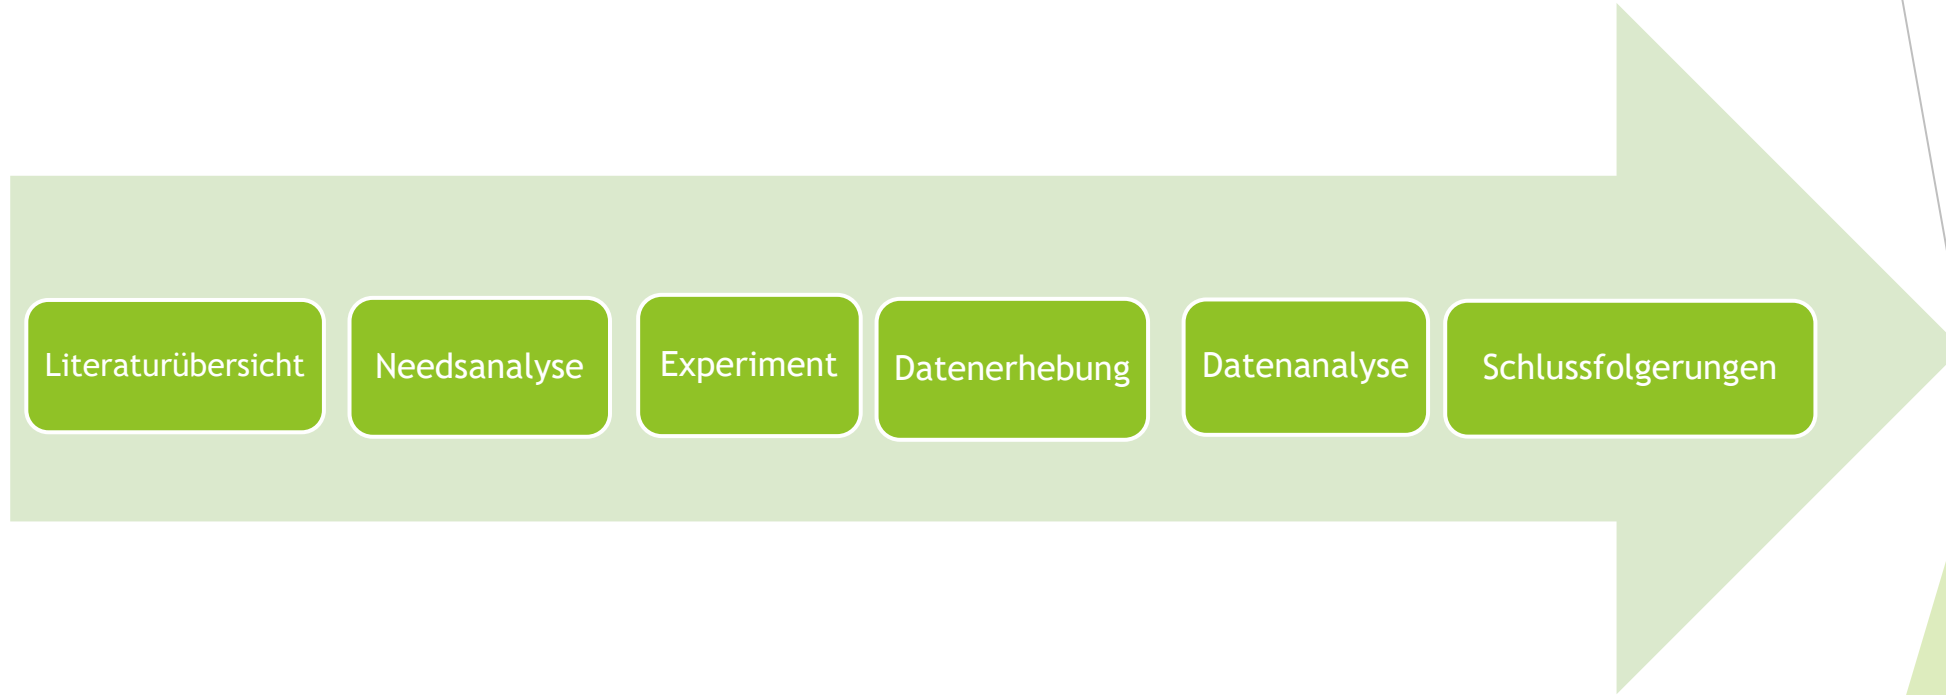 Literaturübersicht
Needsanalyse
Experiment
Datenerhebung
Datenanalyse
Schlussfolgerungen